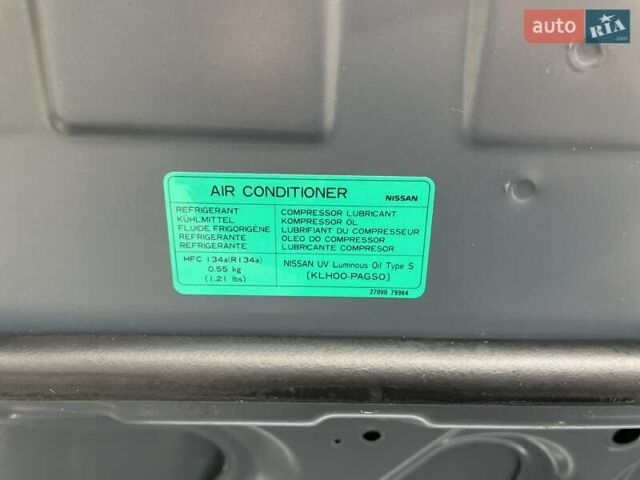 auto RIA.com
AIR CONDITIONER NISSAN
REFRIGERANT
KÜHLMITTEL
FLUIDE FRIGORIGÈNE
REFRIGERANTE
REFRIGERANTE
COMPRESSOR LUBRICANT
KOMPRESSOR ÖL
LUBRIFIANT DU COMPRESSEUR
OLEO DO COMPRESSOR
LUBRICANTE COMPRESOR
HFC 134a(R134a)
0.55 kg
(1.21 lbs)
NISSAN UV Luminous Oil Type S
(KLH00-PAGS0)
27090 79964